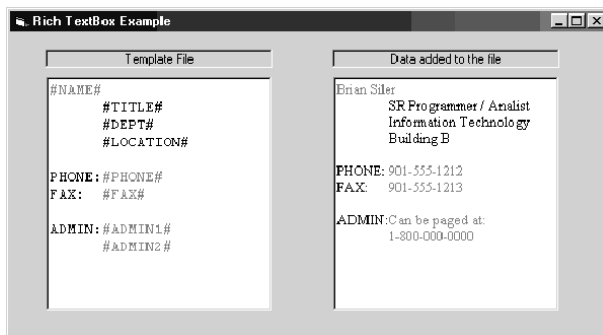 Rich TextBox Example
Template File
#NAME#
#TITLE#
#DEPT#
#LOCATION#
PHONE: #PHONE#
FAX: #FAX#
ADMIN: #ADMIN1#
#ADMIN2#
Data added to the file
Brian Siler
SR Programmer / Analist
Information Technology
Building B
PHONE: 901-555-1212
FAX: 901-555-1213
ADMIN:Can be paged at:
1-800-000-0000